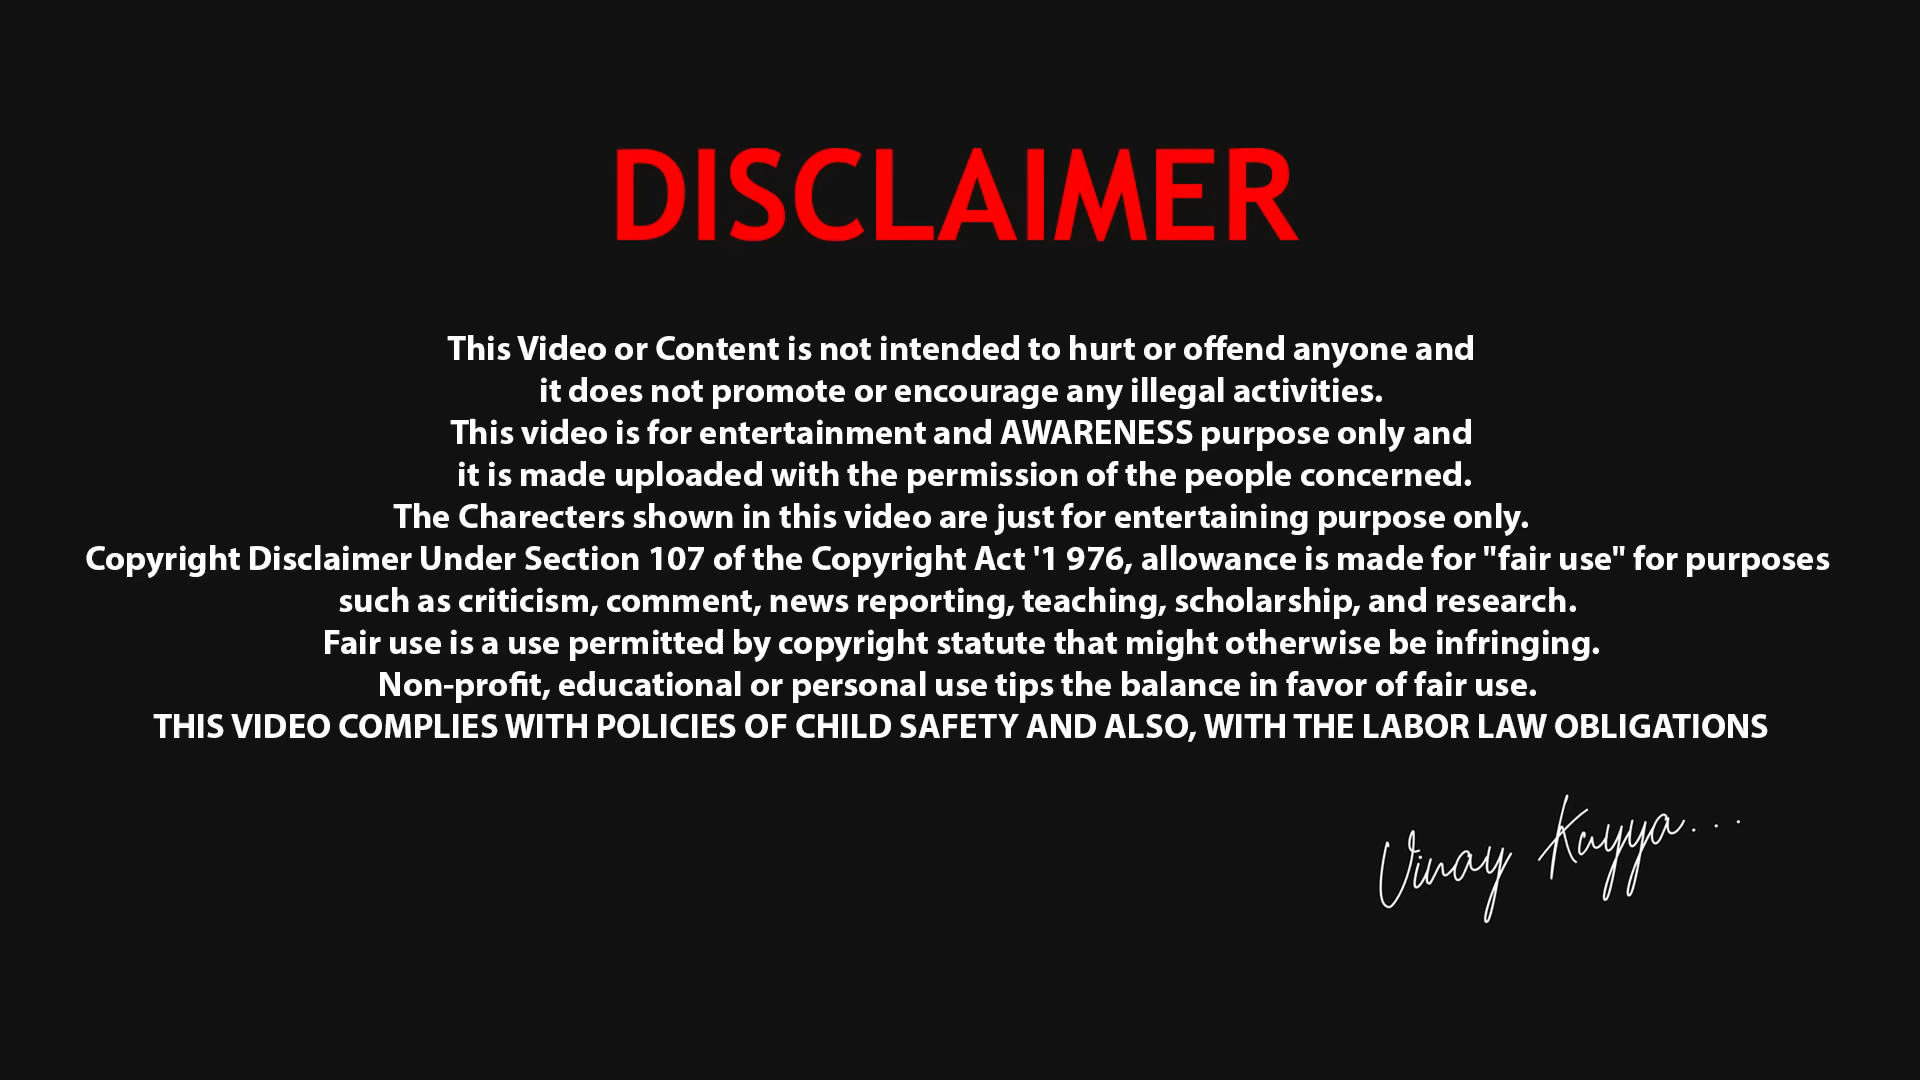 DISCLAIMER
This Video or Content is not intended to hurt or offend anyone and
it does not promote or encourage any illegal activities.
This video is for entertainment and AWARENESS purpose only and
it is made uploaded with the permission of the people concerned.
The Charecters shown in this video are just for entertaining purpose only.
Copyright Disclaimer Under Section 107 of the Copyright Act '1 976, allowance is made for "fair use" for purposes
such as criticism, comment, news reporting, teaching, scholarship, and research.
Fair use is a use permitted by copyright statute that might otherwise be infringing.
Non-profit, educational or personal use tips the balance in favor of fair use.
THIS VIDEO COMPLIES WITH POLICIES OF CHILD SAFETY AND ALSO, WITH THE LABOR LAW OBLIGATIONS
Vinay Kuyya...